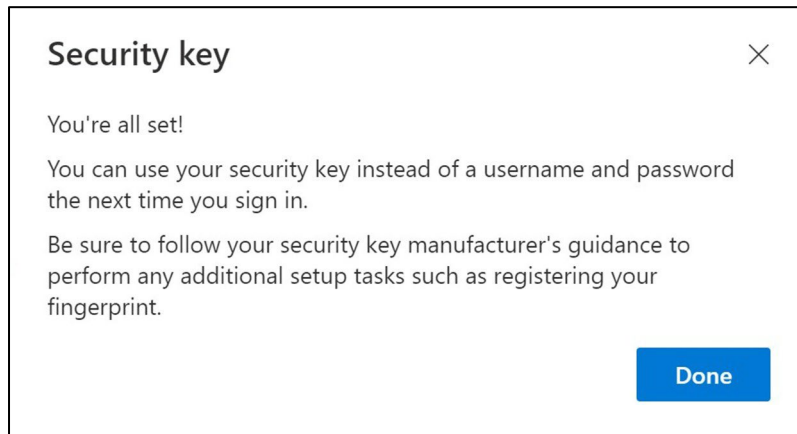 Security key
You're all set!
You can use your security key instead of a username and password
the next time you sign in.
Be sure to follow your security key manufacturer's guidance to
perform any additional setup tasks such as registering your
fingerprint.
Done